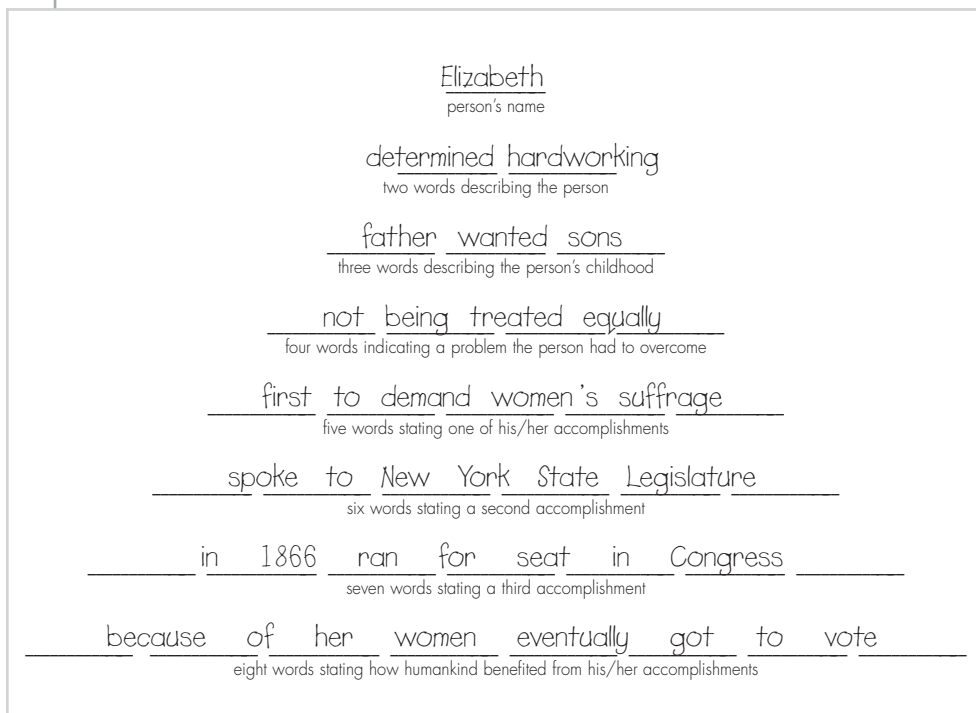 Elizabeth
person's name
determined hardworking
two words describing the person
father wanted sons
three words describing the person's childhood
not being treated equally
four words indicating a problem the person had to overcome
first to demand women's suffrage
five words stating one of his/her accomplishments
spoke to New York State Legislature
six words stating a second accomplishment
in 1866 ran for seat in Congress
seven words stating a third accomplishment
because of her women eventually got to vote
eight words stating how humankind benefited from his/her accomplishments